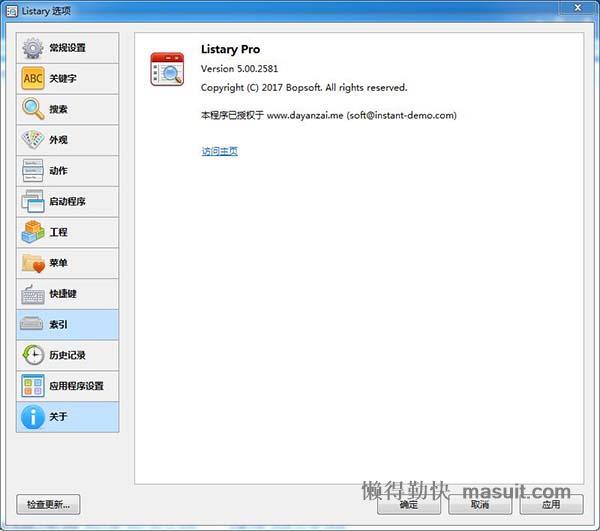 Listary 选项
常规设置
关键字
搜索
外观
动作
启动程序
工程
菜单
快捷键
索引
历史记录
应用程序设置
关于
ABC
Listary Pro
Version 5.00.2581
Copyright (C) 2017 Bopsoft. All rights reserved.
本程序已授权于 www.dayanzai.me (soft@instant-demo.com)
访问主页
检查更新...
确定
取消
应用
懒得勤快 masuit.com